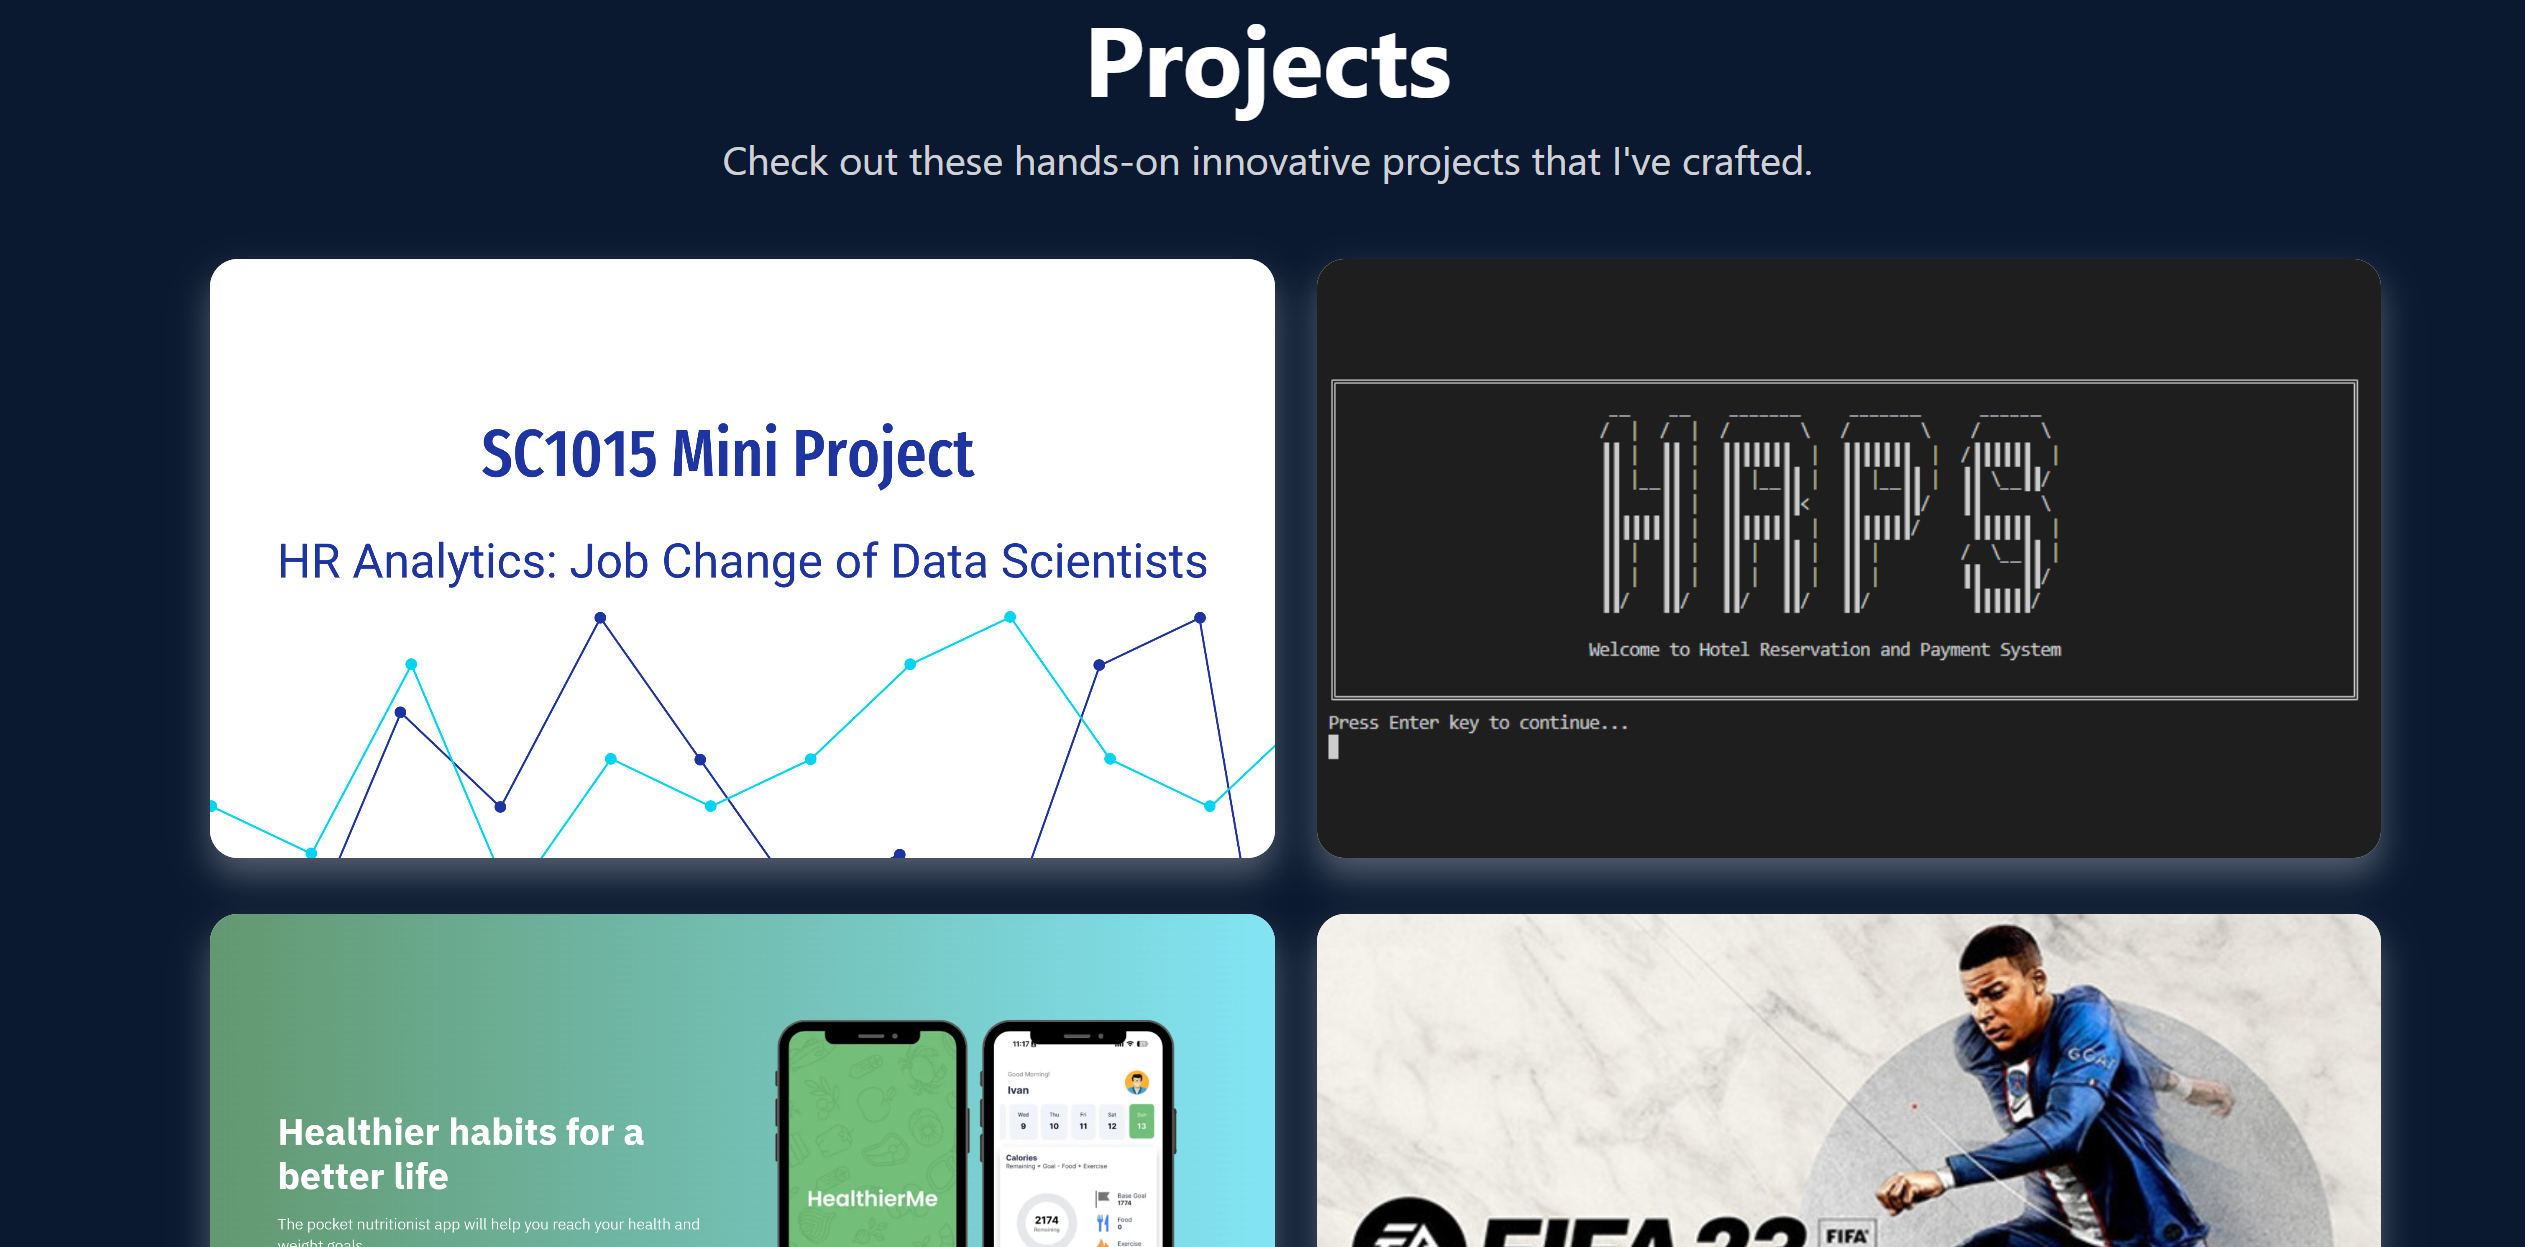 Projects
Check out these hands-on innovative projects that I've crafted.
SC1015 Mini Project
HR Analytics: Job Change of Data Scientists
HRPS
Welcome to Hotel Reservation and Payment System
Press Enter key to continue...
Healthier habits for a
better life
The pocket nutritionist app will help you reach your health and
weight goals
HealthierMe
11:17
Good Morning!
Ivan
Wed Thu Fri Sat Sun
9 10 11 12 13
Calories
Remaining = Goal - Food + Exercise
2174
Remaining
Base Goal
1774
Food
0
Exercise
GOAT
EA FIFA 23
FIFA